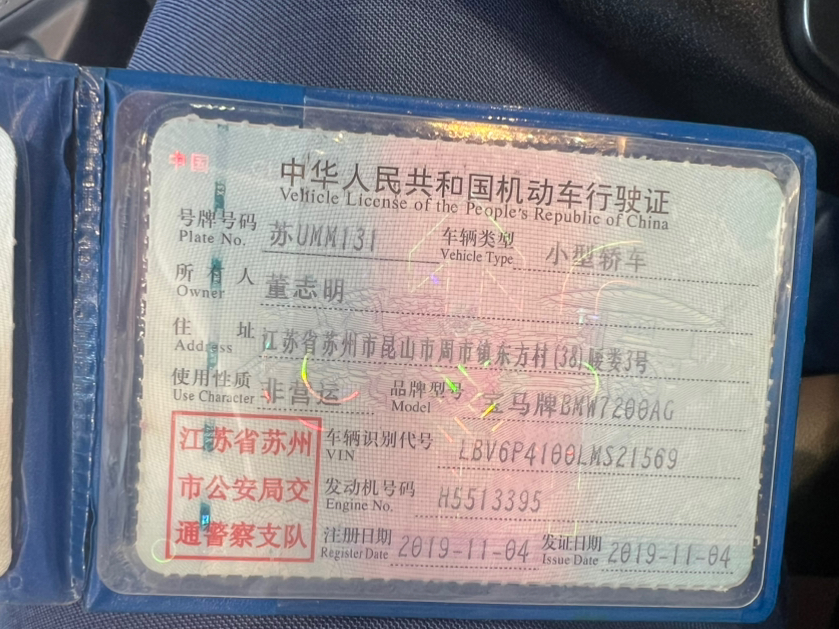 中国
中华人民共和国机动车行驶证
Vehicle License of the People's Republic of China
号牌号码 苏UMM131 车辆类型 小型轿车
Plate No. Vehicle Type
所有人 董志明
Owner
住址 江苏省苏州市昆山市周市镇东方村(38)娄3号
Address
使用性质 非营运 品牌型号 宝马牌BMW7200AG
Use Character Model
江苏省苏州 车辆识别代号 LBV6P4100LMS21569
VIN
市公安局交 发动机号码 H5513395
Engine No.
通警察支队 注册日期 2019-11-04 发证日期 2019-11-04
Register Date Issue Date